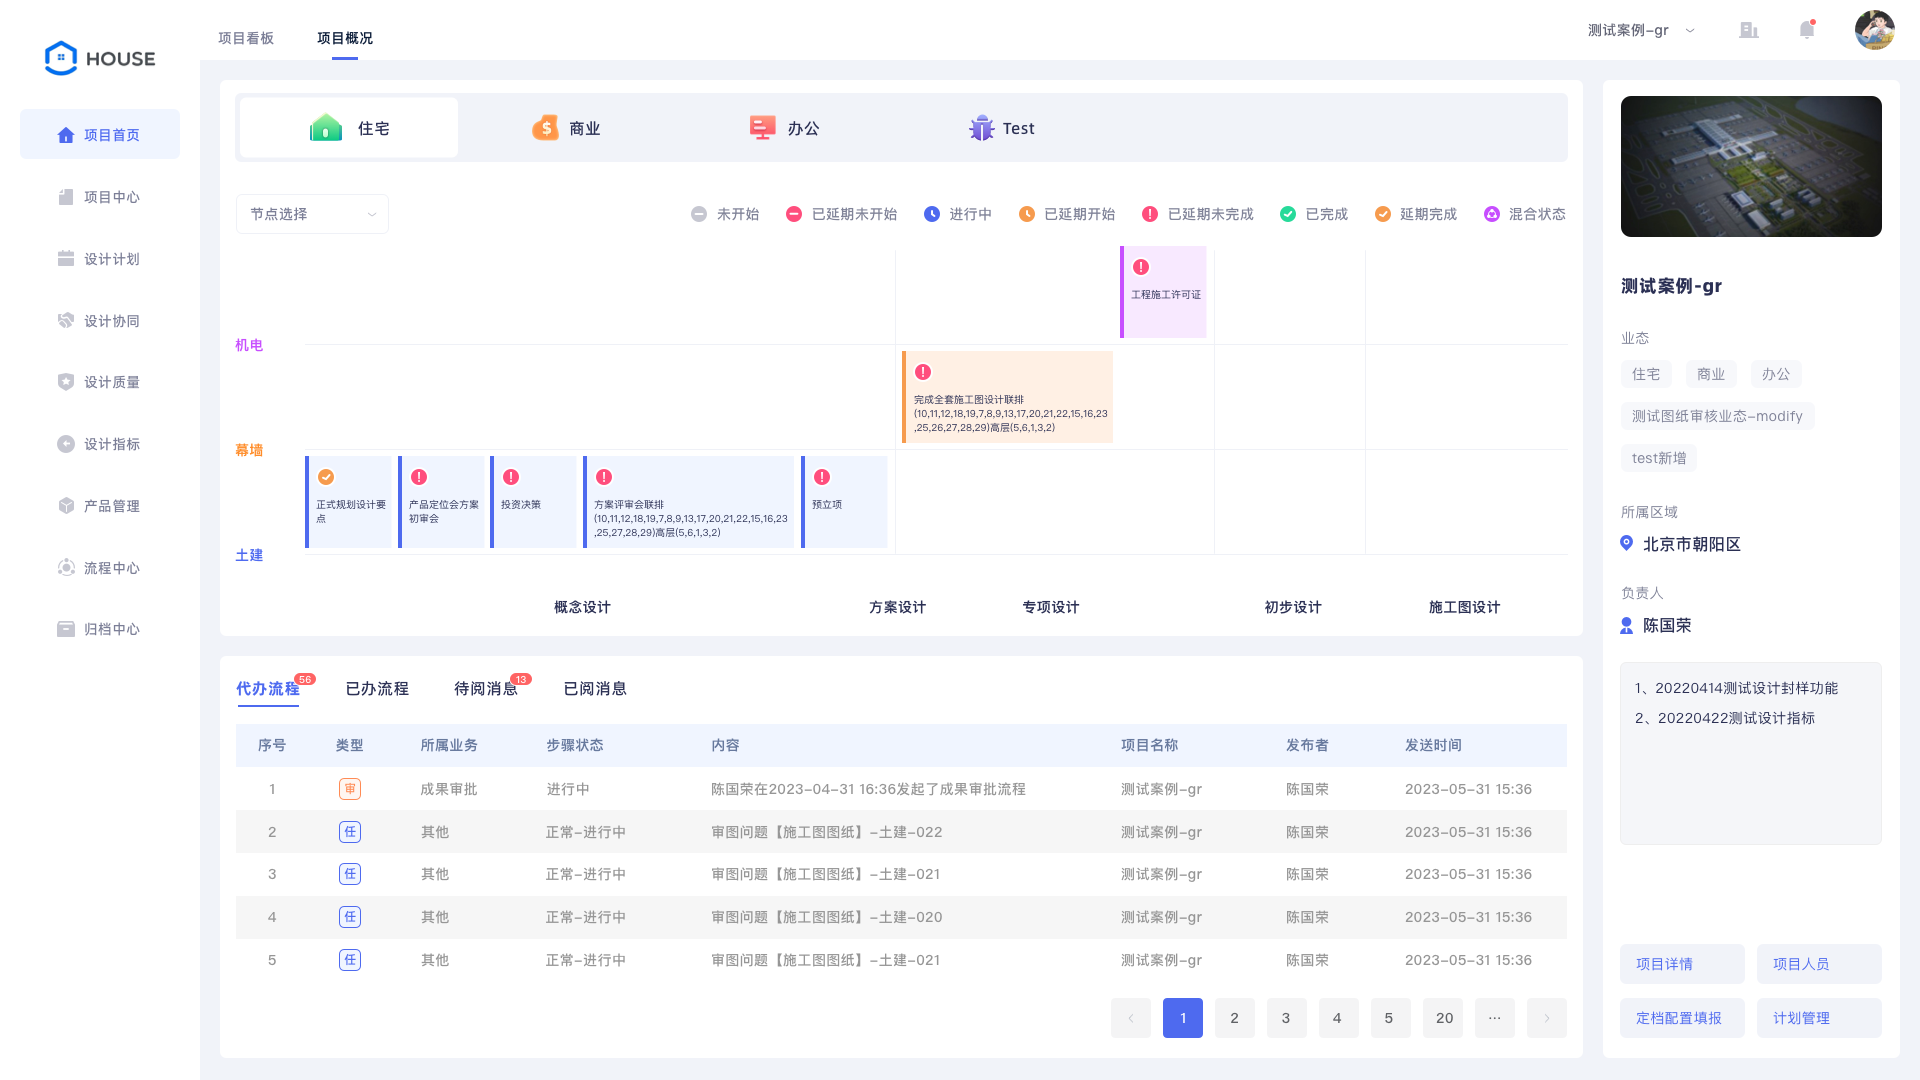 HOUSE
项目首页
项目中心
设计计划
设计协同
设计质量
设计指标
产品管理
流程中心
归档中心
项目看板
项目概况
测试案例-gr
住宅
商业
办公
Test
节点选择
未开始
已延期未开始
进行中
已延期开始
已延期未完成
已完成
延期完成
混合状态
机电
幕墙
土建
工程施工许可证
完成全套施工图设计联排
(10,11,12,18,19,7,8,9,13,17,20,21,22,15,16,23
,25,26,27,28,29)高层(5,6,1,3,2)
正式规划设计要
点
产品定位会方案
初审会
投资决策
方案评审会联排
(10,11,12,18,19,7,8,9,13,17,20,21,22,15,16,23
,25,27,28,29)高层(5,6,1,3,2)
预立项
概念设计
方案设计
专项设计
初步设计
施工图设计
代办流程 56
已办流程
待阅消息 13
已阅消息
序号 类型 所属业务 步骤状态 内容 项目名称 发布者 发送时间
1 审 成果审批 进行中 陈国荣在2023-04-31 16:36发起了成果审批流程 测试案例-gr 陈国荣 2023-05-31 15:36
2 任 其他 正常-进行中 审图问题【施工图图纸】-土建-022 测试案例-gr 陈国荣 2023-05-31 15:36
3 任 其他 正常-进行中 审图问题【施工图图纸】-土建-021 测试案例-gr 陈国荣 2023-05-31 15:36
4 任 其他 正常-进行中 审图问题【施工图图纸】-土建-020 测试案例-gr 陈国荣 2023-05-31 15:36
5 任 其他 正常-进行中 审图问题【施工图图纸】-土建-021 测试案例-gr 陈国荣 2023-05-31 15:36
1 2 3 4 5 20 ···
测试案例-gr
业态
住宅
商业
办公
测试图纸审核业态-modify
test新增
所属区域
北京市朝阳区
负责人
陈国荣
1、20220414测试设计封样功能
2、20220422测试设计指标
项目详情
项目人员
定档配置填报
计划管理